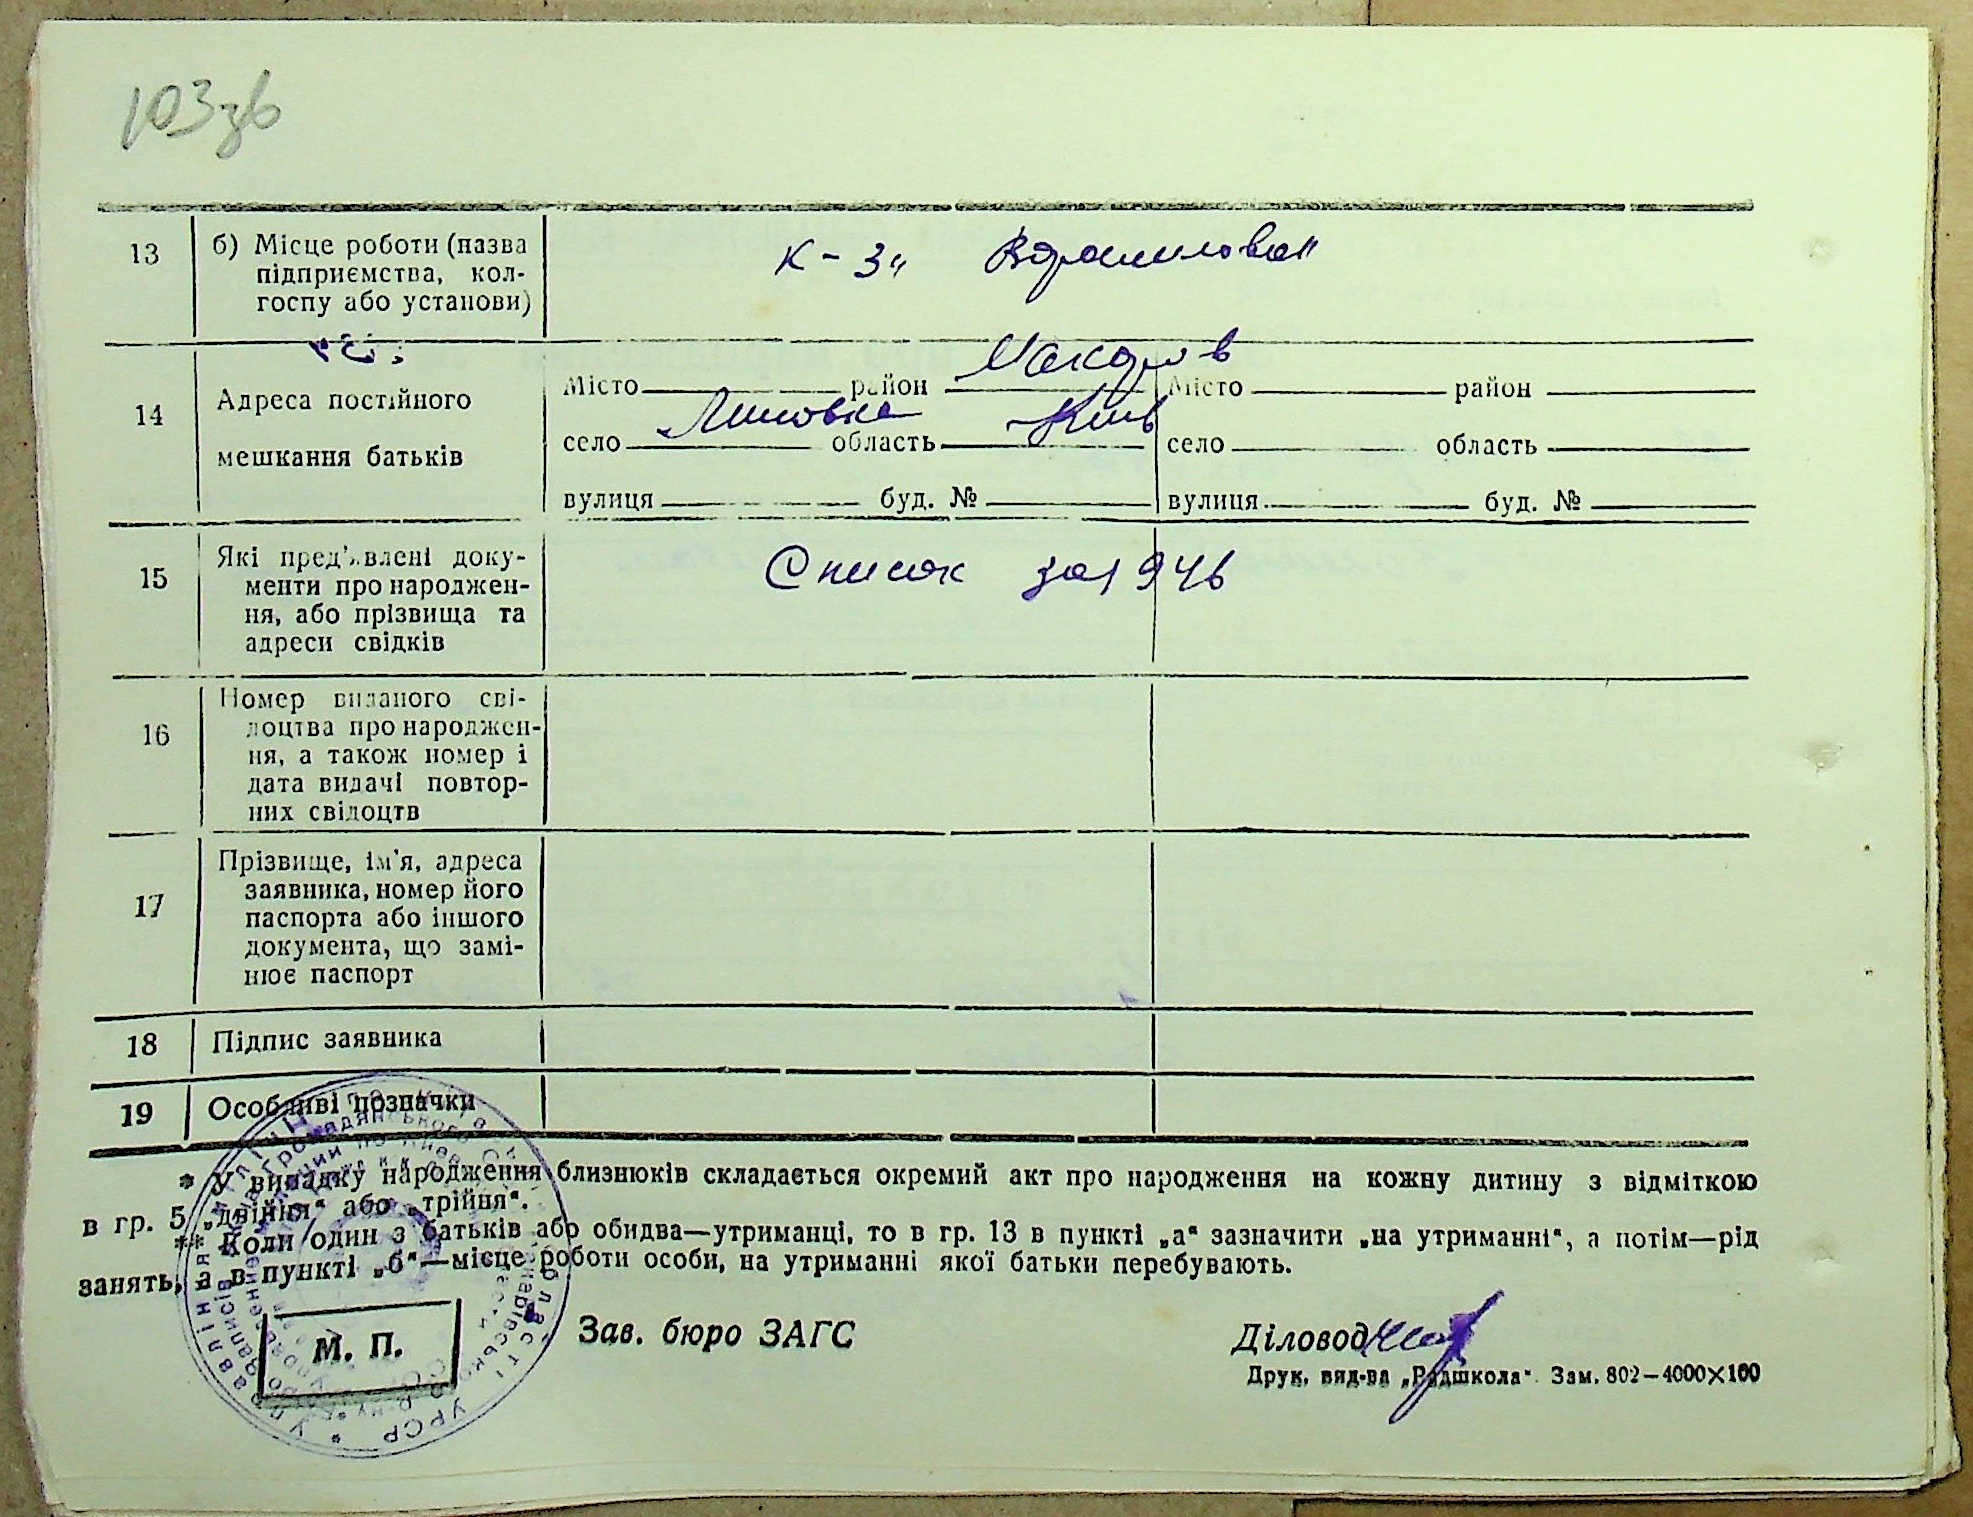 103зв
13 б) Місце роботи (назва підприємства, колгоспу або установи) к-з „Ворошилова"
14 Адреса постійного мешкання батьків
Місто район Макарів Місто район
село Липовка область Київ село область
вулиця буд. № вулиця буд. №
15 Які пред'явлені доку-
менти про народжен-
ня, або прізвища та
адреси свідків
Список за 1946
16 Номер виданого сві-
доцтва про народжен-
ня, а також номер і
дата видачі повтор-
них свідоцтв
17 Прізвище, ім'я, адреса
заявника, номер його
паспорта або іншого
документа, що замі-
нює паспорт
18 Підпис заявника
19 Особливі позначки
* У випадку народження близнюків складається окремий акт про народження на кожну дитину з відміткою
в гр. 5 „двійня“ або „трійня“.
** Коли один з батьків або обидва—утриманці, то в гр. 13 в пункті „а“ зазначити „на утриманні“, а потім—рід
занять, а в пункті „б“—місце роботи особи, на утриманні якої батьки перебувають.
М. П.
Зав. бюро ЗАГС Діловод
Друк. вид-ва „Радшкола“. Зам. 802—4000×100